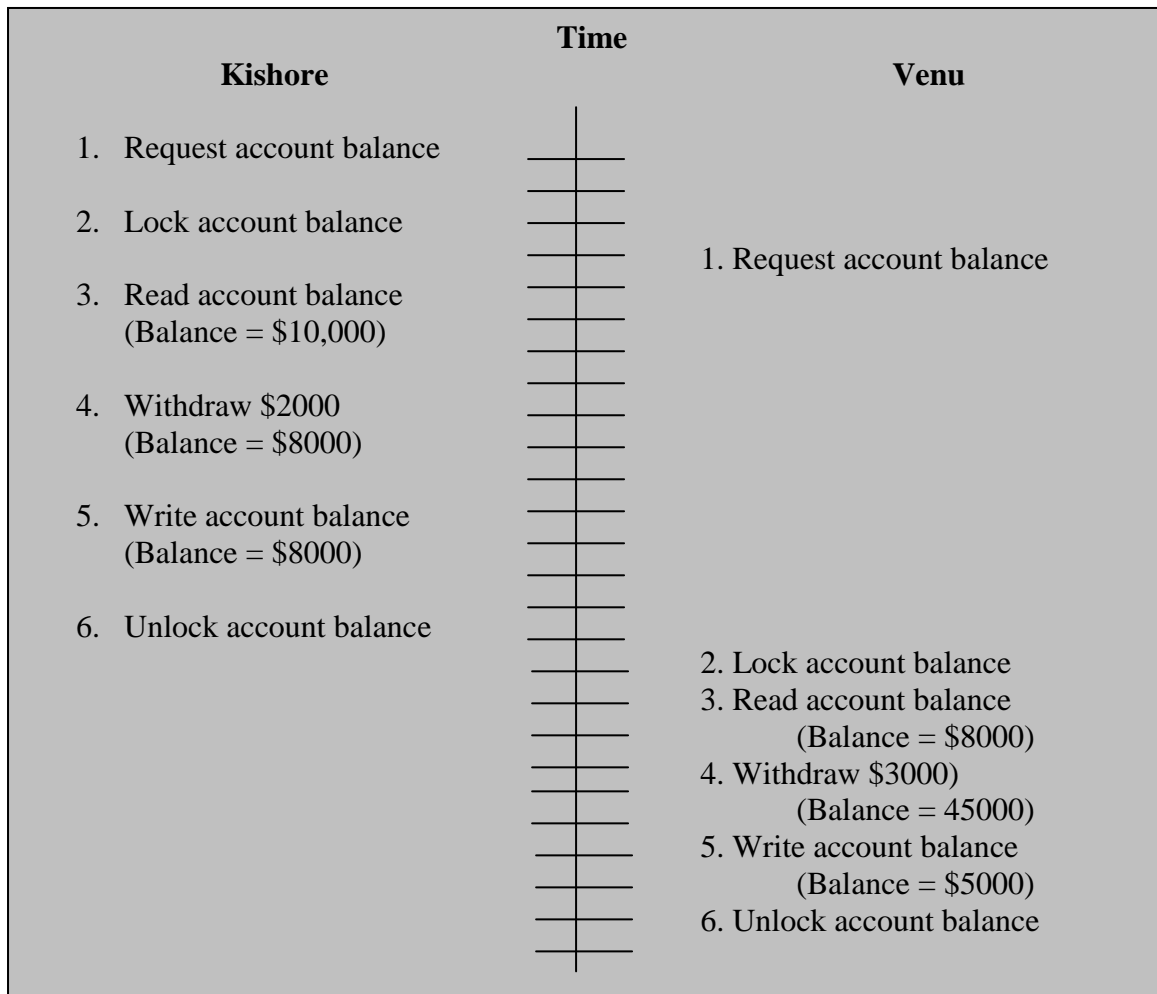 Time
Kishore
Venu
1. Request account balance
2. Lock account balance
1. Request account balance
3. Read account balance
(Balance = $10,000)
4. Withdraw $2000
(Balance = $8000)
5. Write account balance
(Balance = $8000)
6. Unlock account balance
2. Lock account balance
3. Read account balance
(Balance = $8000)
4. Withdraw $3000)
(Balance = 45000)
5. Write account balance
(Balance = $5000)
6. Unlock account balance